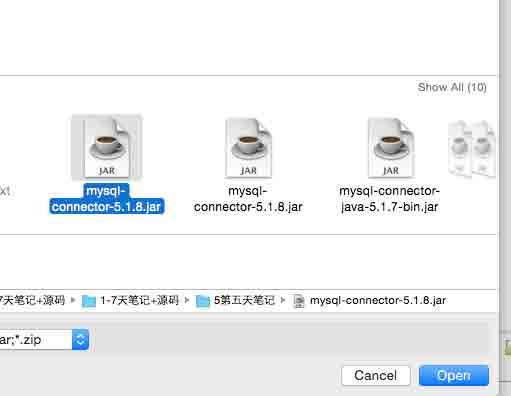 Show All (10)
JAR
JAR
JAR
xt
mysql-
connector-5.1.8.jar
mysql-
connector-5.1.8.jar
mysql-connector-
java-5.1.7-bin.jar
7天笔记+源码 1-7天笔记+源码 5第五天笔记 mysql-connector-5.1.8.jar
ar;*.zip
Cancel
Open